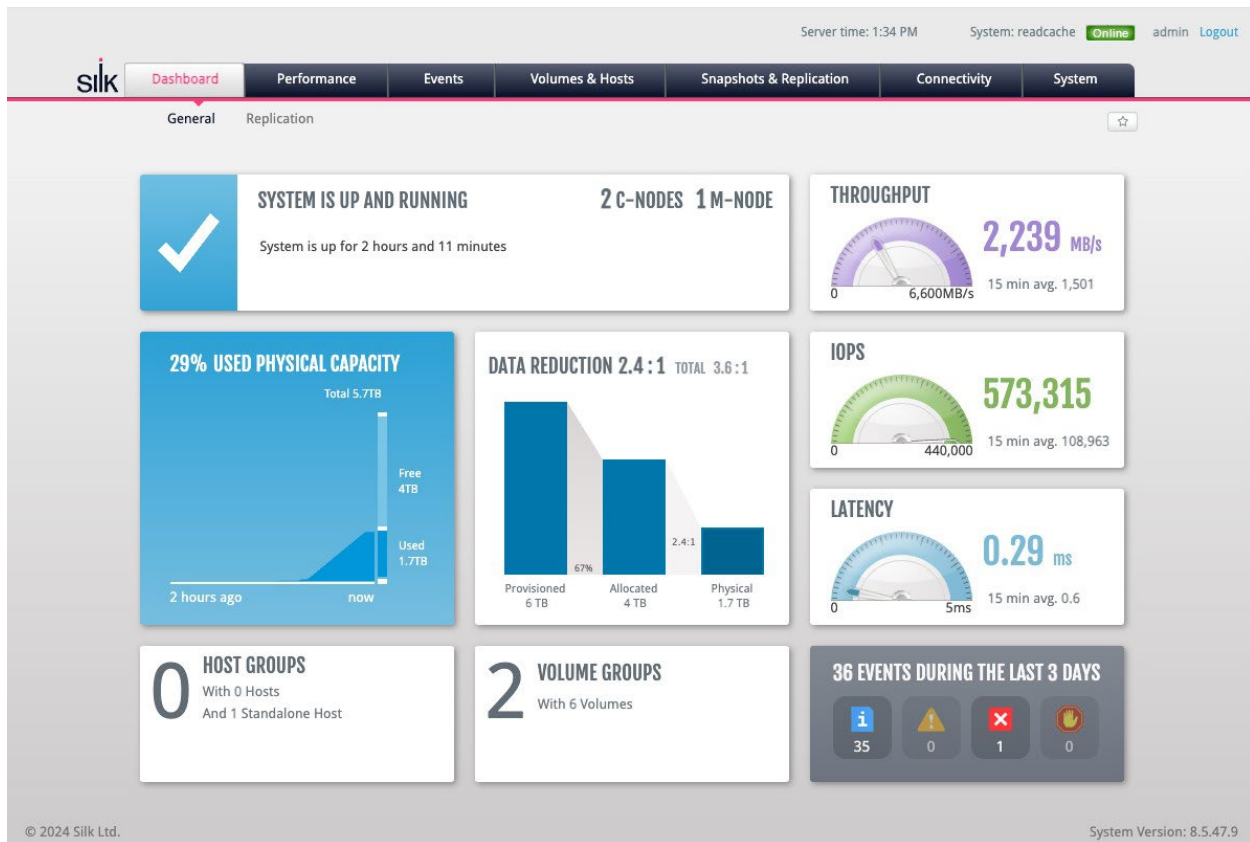 Server time: 1:34 PM System: readcache Online admin Logout
silk Dashboard Performance Events Volumes & Hosts Snapshots & Replication Connectivity System
General Replication
SYSTEM IS UP AND RUNNING 2 C-NODES 1 M-NODE
System is up for 2 hours and 11 minutes
THROUGHPUT
2,239 MB/s
15 min avg. 1,501
0 6,600MB/s
29% USED PHYSICAL CAPACITY
Total 5.7TB
Free
4TB
Used
1.7TB
2 hours ago now
DATA REDUCTION 2.4:1 TOTAL 3.6:1
67%
2.4:1
Provisioned Allocated Physical
6 TB 4 TB 1.7 TB
IOPS
573,315
15 min avg. 108,963
0 440,000
LATENCY
0.29 ms
15 min avg. 0.6
0 5ms
0 HOST GROUPS
With 0 Hosts
And 1 Standalone Host
2 VOLUME GROUPS
With 6 Volumes
36 EVENTS DURING THE LAST 3 DAYS
i
35 0 1 0
© 2024 Silk Ltd. System Version: 8.5.47.9